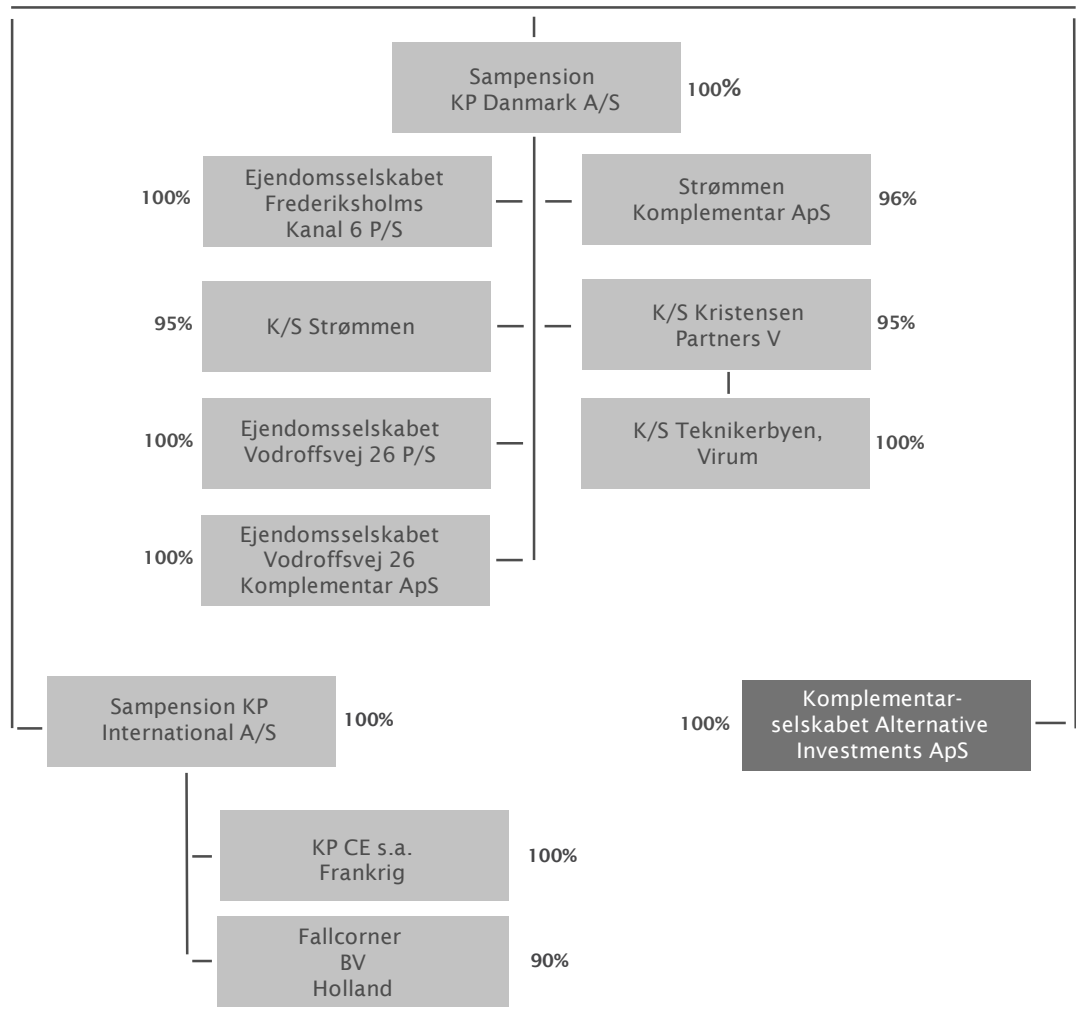 Sampension
KP Danmark A/S
100%
100%
Ejendomsselskabet
Frederiksholms
Kanal 6 P/S
Strømmen
Komplementar ApS
96%
95%
K/S Strømmen
K/S Kristensen
Partners V
95%
100%
Ejendomsselskabet
Vodroffsvej 26 P/S
K/S Teknikerbyen,
Virum
100%
100%
Ejendomsselskabet
Vodroffsvej 26
Komplementar ApS
Sampension KP
International A/S
100%
100%
Komplementar-
selskabet Alternative
Investments ApS
KP CE s.a.
Frankrig
100%
Fallcorner
BV
Holland
90%